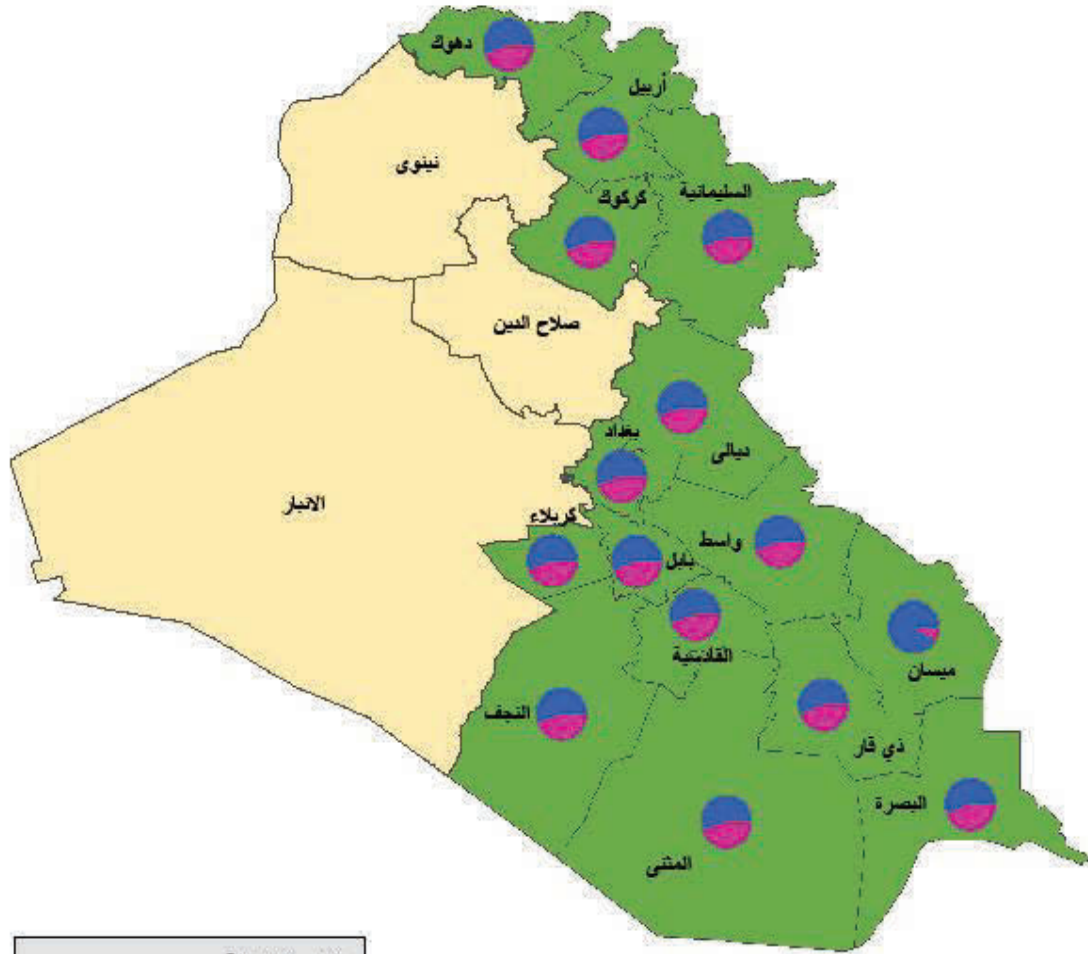 دهوك
أربيل
نينوى
كركوك
السليمانية
صلاح الدين
بغداد
ديالى
الانبار
كربلاء
واسط
بابل
القادسية
ميسان
النجف
ذي قار
البصرة
المثنى